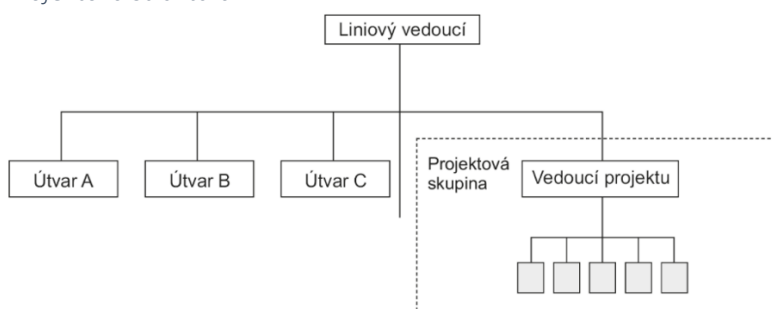 Liniový vedoucí
Útvar A
Útvar B
Útvar C
Projektová
skupina
Vedoucí projektu